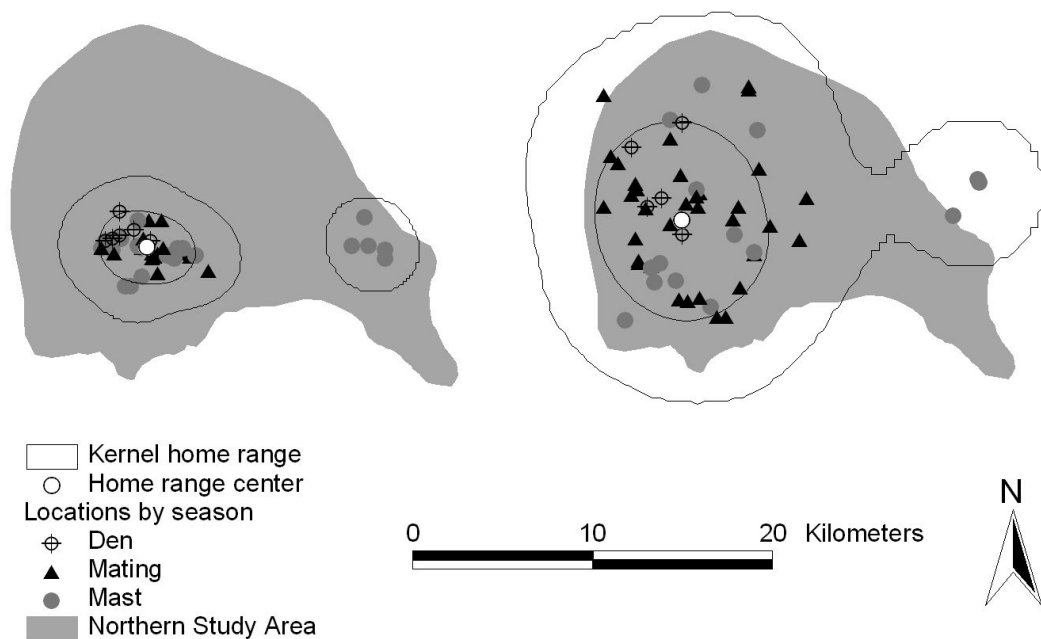 Kernel home range
Home range center
Locations by season
Den
Mating
Mast
Northern Study Area
0 10 20 Kilometers
N